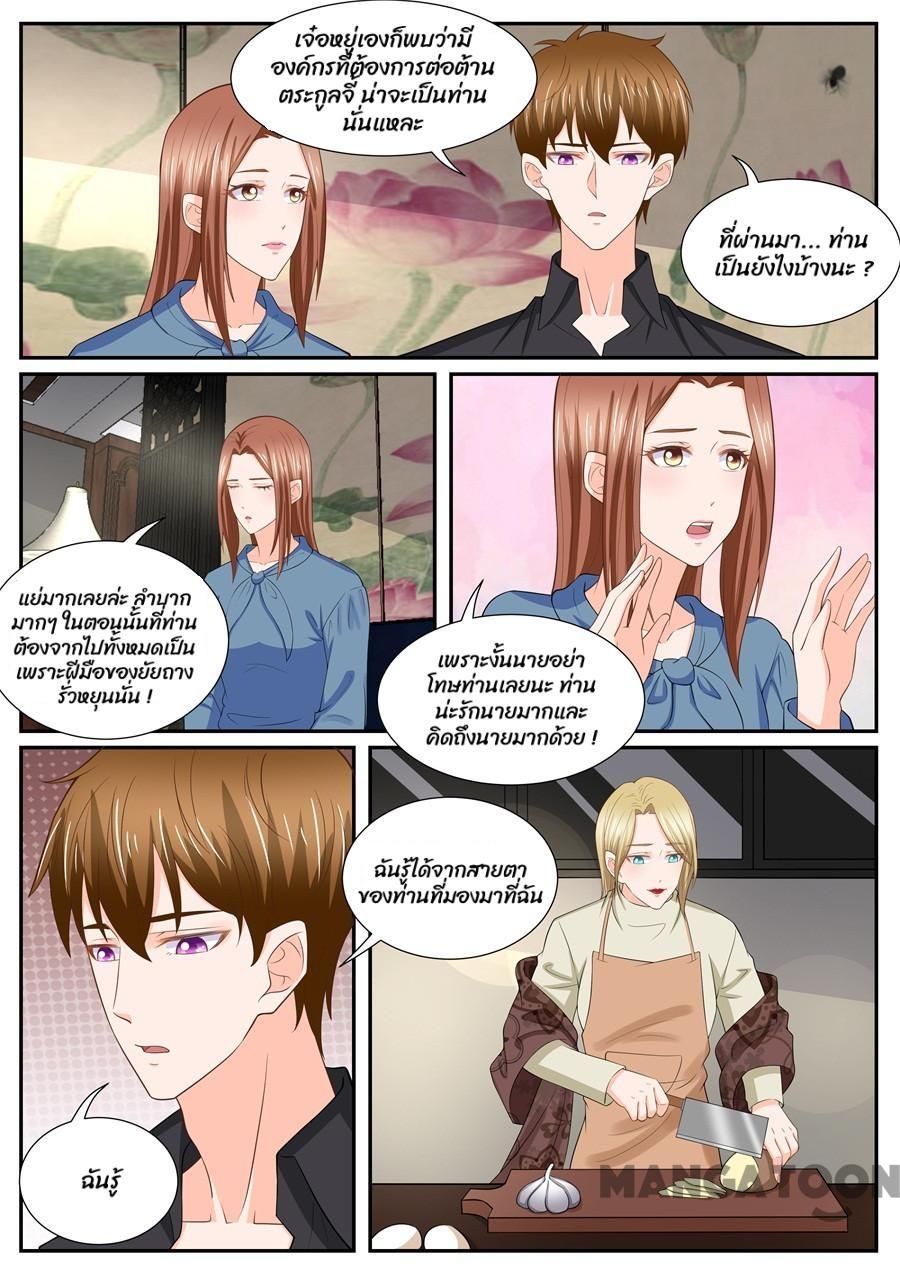 เจ๋อหยู่เองก็พบว่ามี
องค์กรที่ต้องการต่อต้าน
ตระกูลจี้ น่าจะเป็นท่าน
นั่นแหละ
ที่ผ่านมา... ท่าน
เป็นยังไงบ้างนะ ?
แย่มากเลยล่ะ ลำบาก
มากๆ ในตอนนั้นที่ท่าน
ต้องจากไปทั้งหมดเป็น
เพราะฝีมือของยัยถาง
รั่วหยุนนั่น !
เพราะงั้นนายอย่า
โทษท่านเลยนะ ท่าน
น่ะรักนายมากและ
คิดถึงนายมากด้วย !
ฉันรู้ได้จากสายตา
ของท่านที่มองมาที่ฉัน
ฉันรู้
MANGATOON